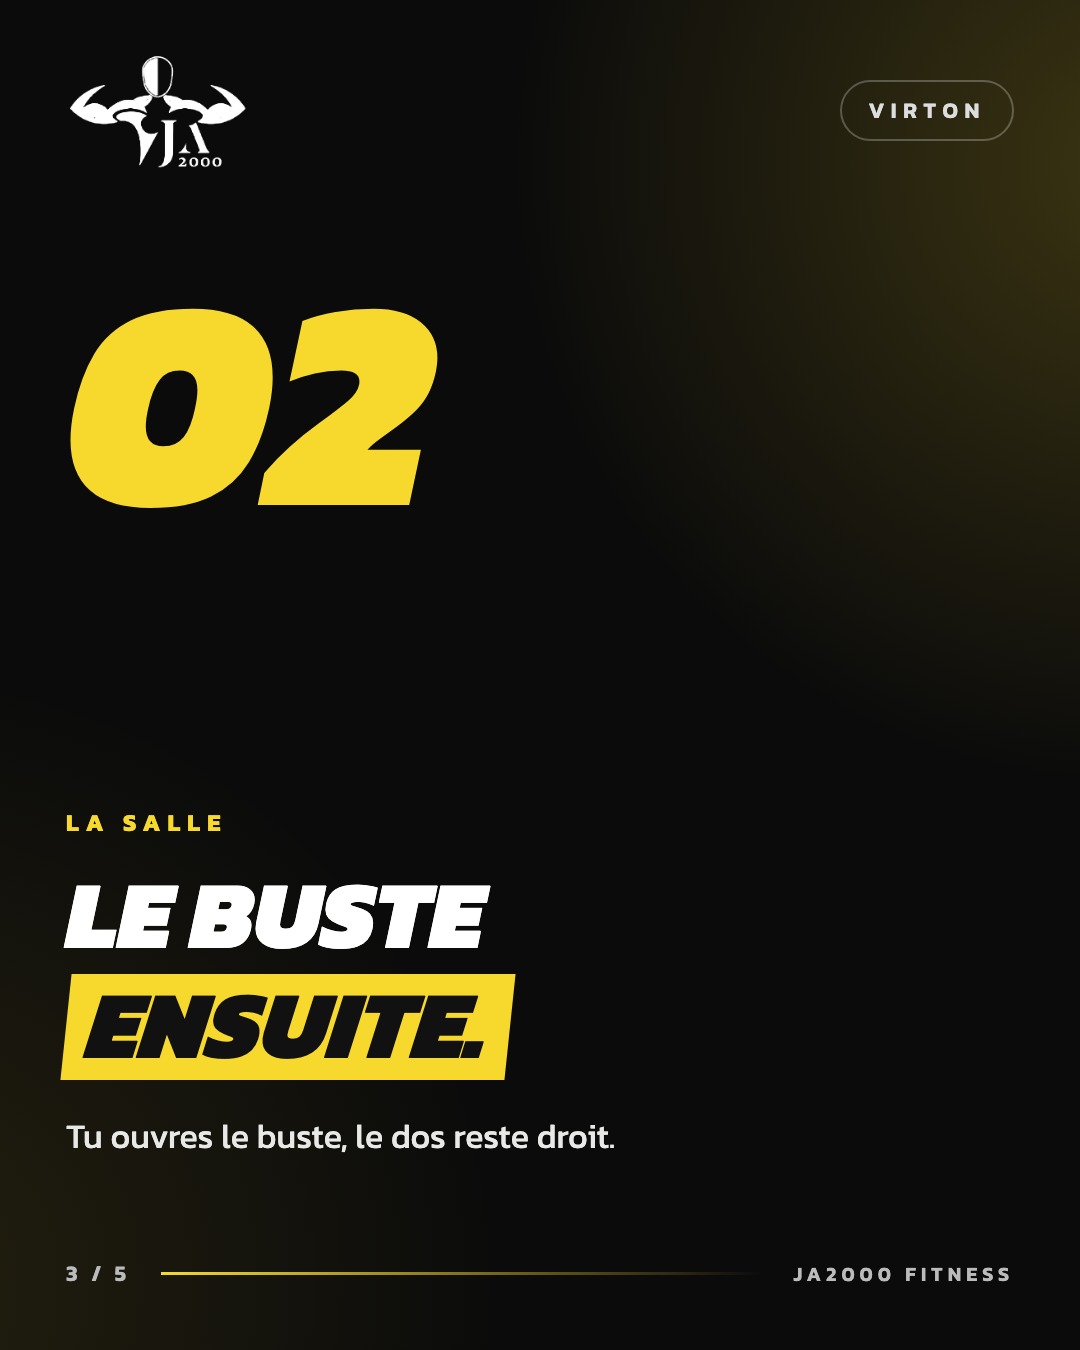 JA
2000
VIRTON
02
LA SALLE
LE BUSTE
ENSUITE.
Tu ouvres le buste, le dos reste droit.
3 / 5
JA2000 FITNESS